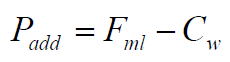 P_add = F_ml − C_w